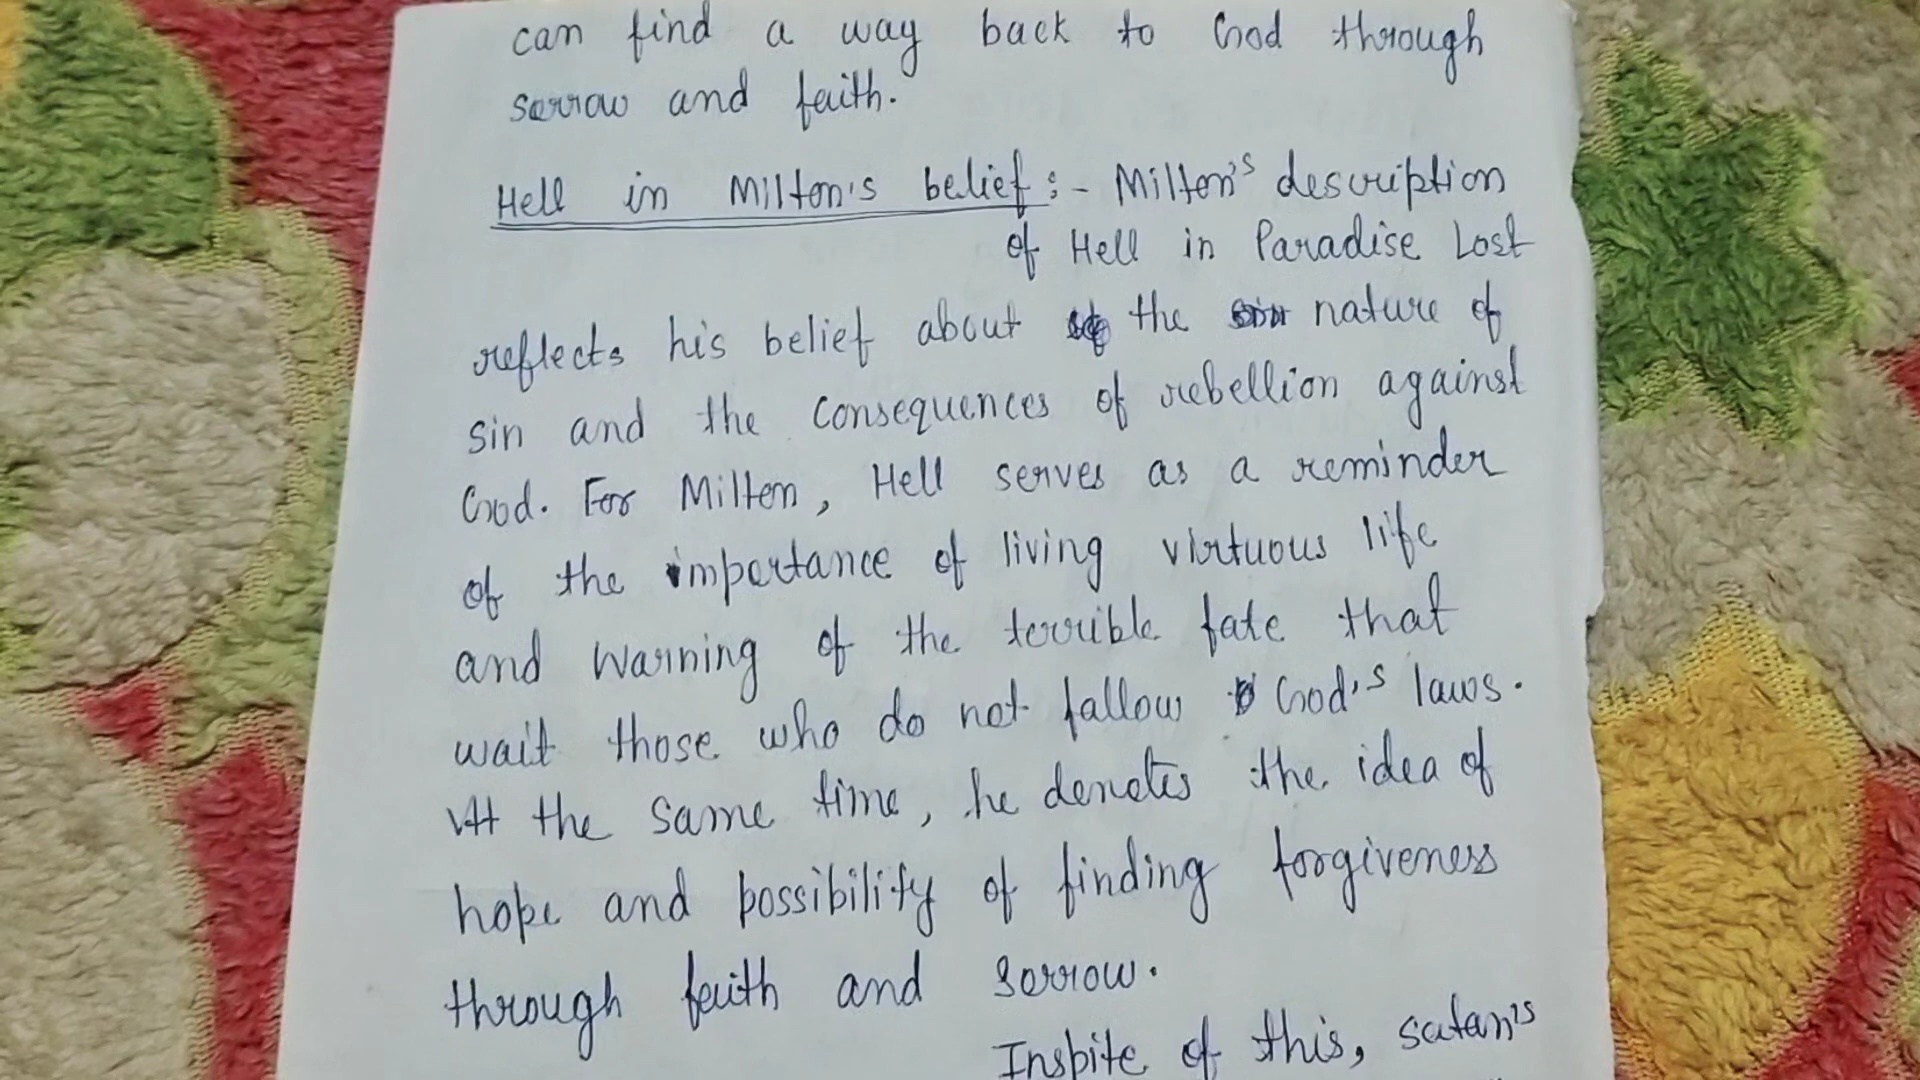 can find a way back to God through
sorrow and faith.
Hell in Milton's belief :- Milton's description
of Hell in Paradise Lost
reflects his belief about the nature of
sin and the consequences of rebellion against
God. For Milton, Hell serves as a reminder
of the importance of living virtuous life
and warning of the terrible fate that
wait those who do not fallow God's laws.
At the same time, he denotes the idea of
hope and possibility of finding forgiveness
through faith and sorrow.
Inspite of this, satan's